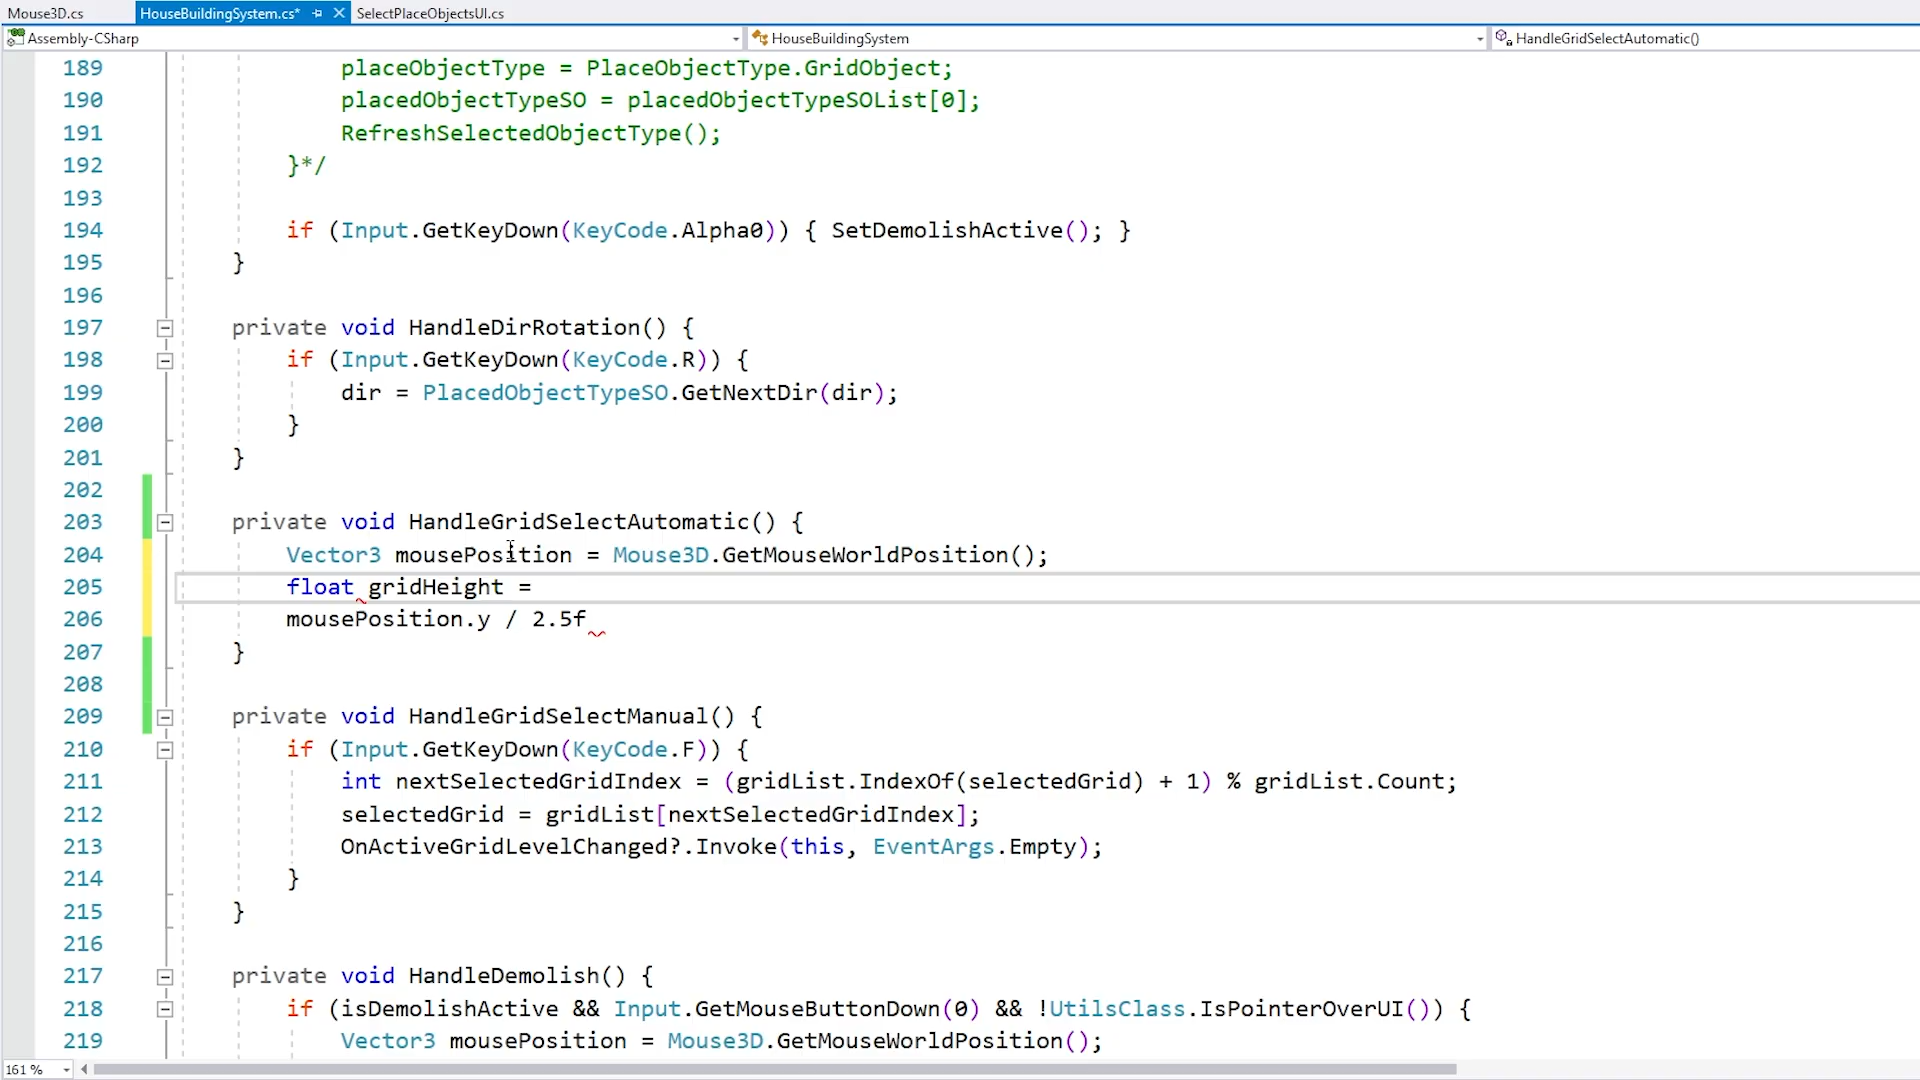 Mouse3D.cs
HouseBuildingSystem.cs*
SelectPlaceObjectsUI.cs
Assembly-CSharp
HouseBuildingSystem
HandleGridSelectAutomatic()
189 placeObjectType = PlaceObjectType.GridObject;
190 placedObjectTypeSO = placedObjectTypeSOList[0];
191 RefreshSelectedObjectType();
192 }*/
193
194 if (Input.GetKeyDown(KeyCode.Alpha0)) { SetDemolishActive(); }
195 }
196
197 private void HandleDirRotation() {
198 if (Input.GetKeyDown(KeyCode.R)) {
199 dir = PlacedObjectTypeSO.GetNextDir(dir);
200 }
201 }
202
203 private void HandleGridSelectAutomatic() {
204 Vector3 mousePosition = Mouse3D.GetMouseWorldPosition();
205 float gridHeight =
206 mousePosition.y / 2.5f
207 }
208
209 private void HandleGridSelectManual() {
210 if (Input.GetKeyDown(KeyCode.F)) {
211 int nextSelectedGridIndex = (gridList.IndexOf(selectedGrid) + 1) % gridList.Count;
212 selectedGrid = gridList[nextSelectedGridIndex];
213 OnActiveGridLevelChanged?.Invoke(this, EventArgs.Empty);
214 }
215 }
216
217 private void HandleDemolish() {
218 if (isDemolishActive && Input.GetMouseButtonDown(0) && !UtilsClass.IsPointerOverUI()) {
219 Vector3 mousePosition = Mouse3D.GetMouseWorldPosition();
161 %